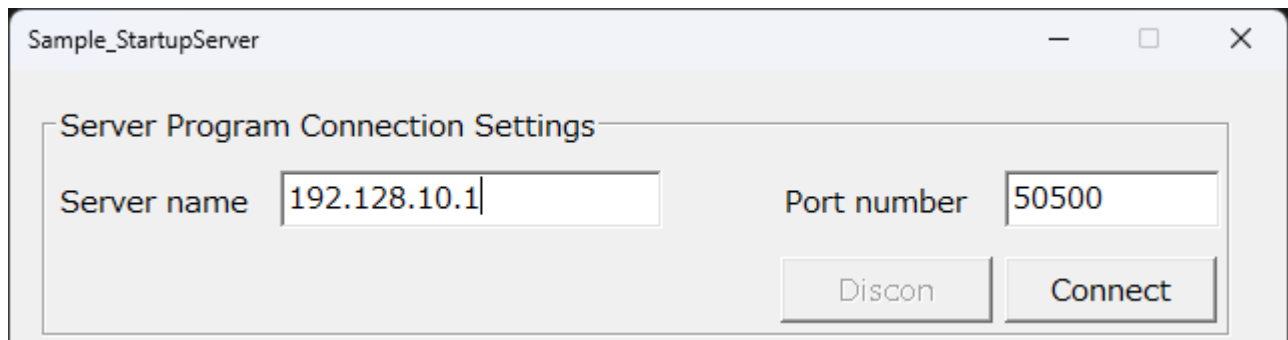 Sample_StartupServer
Server Program Connection Settings
Server name 192.128.10.1 Port number 50500
Discon Connect